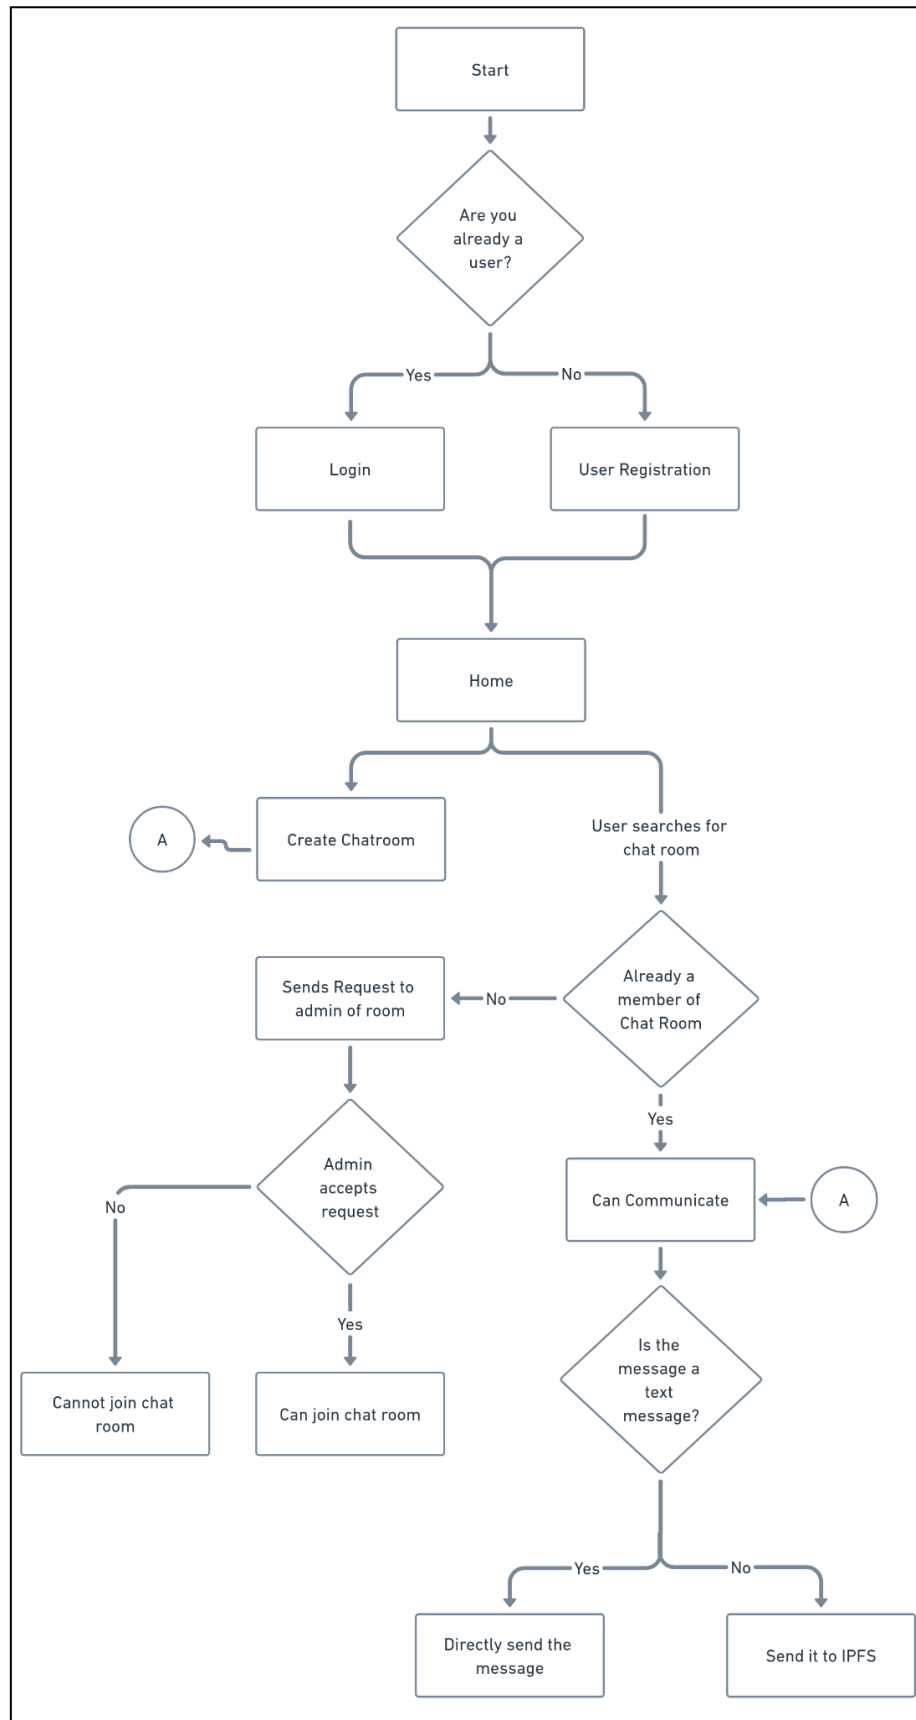 Start
Are you
already a
user?
Yes
No
Login
User Registration
Home
A
Create Chatroom
User searches for
chat room
Sends Request to
admin of room
No
Already a
member of
Chat Room
Yes
Admin
accepts
request
No
Can Communicate
A
Yes
Is the
message a
text
message?
Cannot join chat
room
Can join chat room
Yes
No
Directly send the
message
Send it to IPFS